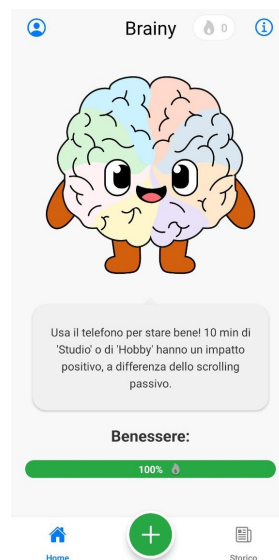 Brainy
0
Usa il telefono per stare bene! 10 min di
'Studio' o di 'Hobby' hanno un impatto
positivo, a differenza dello scrolling
passivo.
Benessere:
100%
Home
Storico